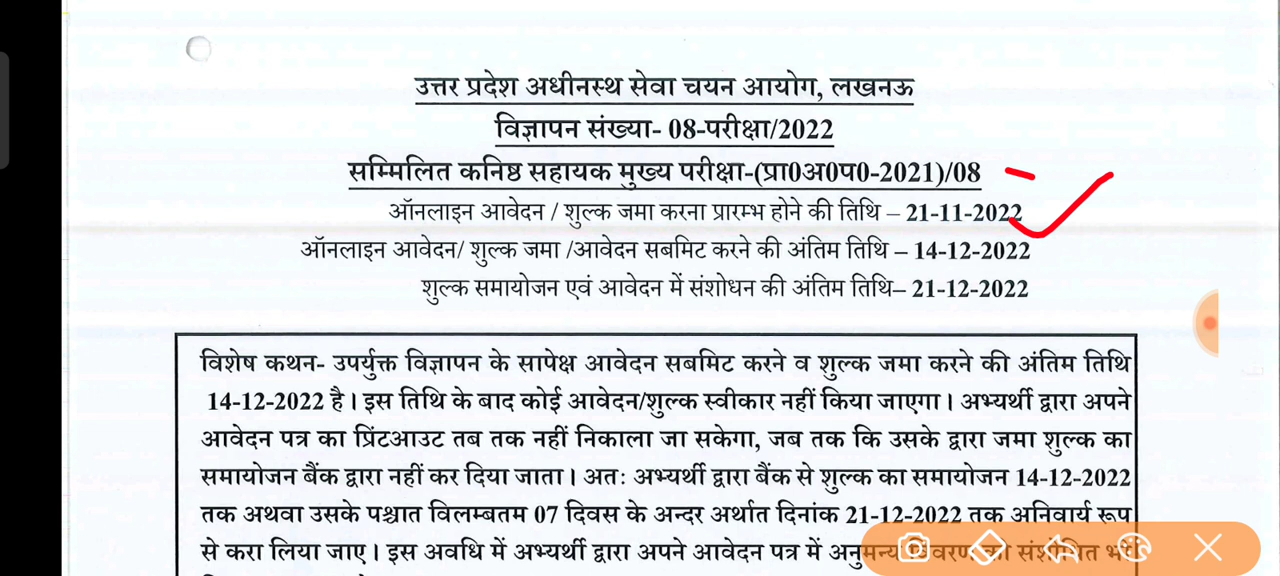 उत्तर प्रदेश अधीनस्थ सेवा चयन आयोग, लखनऊ
विज्ञापन संख्या- 08-परीक्षा/2022
सम्मिलित कनिष्ठ सहायक मुख्य परीक्षा-(प्रा0अ0प0-2021)/08
ऑनलाइन आवेदन / शुल्क जमा करना प्रारम्भ होने की तिथि – 21-11-2022
ऑनलाइन आवेदन/ शुल्क जमा /आवेदन सबमिट करने की अंतिम तिथि – 14-12-2022
शुल्क समायोजन एवं आवेदन में संशोधन की अंतिम तिथि– 21-12-2022
विशेष कथन- उपर्युक्त विज्ञापन के सापेक्ष आवेदन सबमिट करने व शुल्क जमा करने की अंतिम तिथि
14-12-2022 है। इस तिथि के बाद कोई आवेदन/शुल्क स्वीकार नहीं किया जाएगा। अभ्यर्थी द्वारा अपने
आवेदन पत्र का प्रिंटआउट तब तक नहीं निकाला जा सकेगा, जब तक कि उसके द्वारा जमा शुल्क का
समायोजन बैंक द्वारा नहीं कर दिया जाता। अतः अभ्यर्थी द्वारा बैंक से शुल्क का समायोजन 14-12-2022
तक अथवा उसके पश्चात विलम्बतम 07 दिवस के अन्दर अर्थात दिनांक 21-12-2022 तक अनिवार्य रूप
से करा लिया जाए। इस अवधि में अभ्यर्थी द्वारा अपने आवेदन पत्र में अनुमन्य विवरण को संशोधित भी